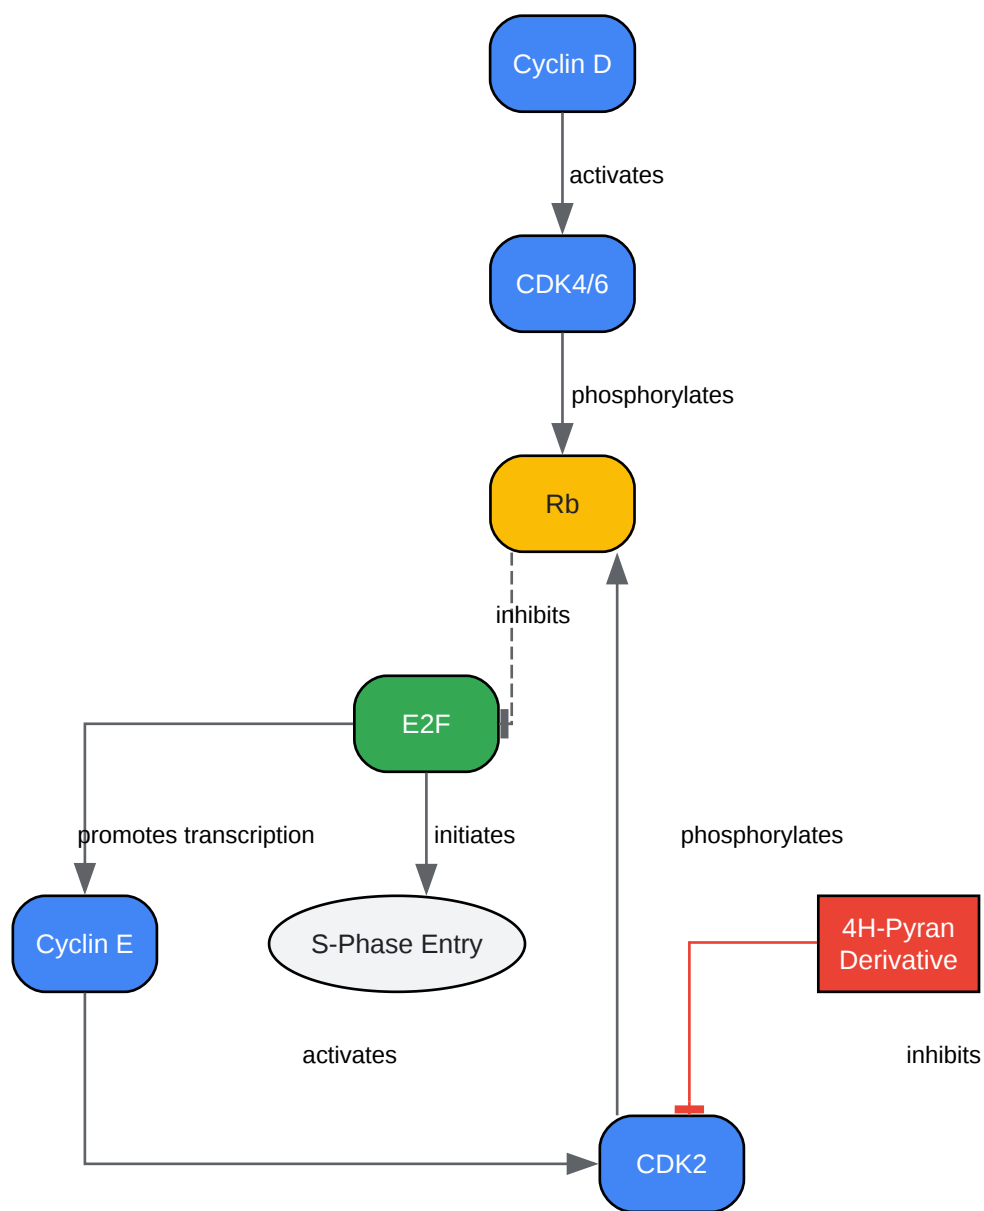 Cyclin D
activates
CDK4/6
phosphorylates
Rb
inhibits
E2F
promotes transcription
initiates
phosphorylates
Cyclin E
S-Phase Entry
4H-Pyran
Derivative
activates
inhibits
CDK2